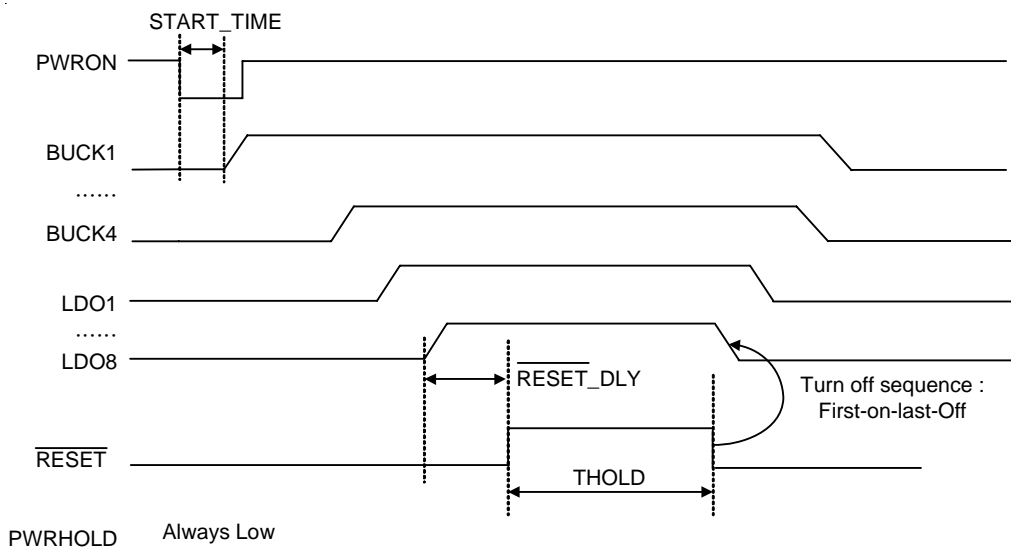 START_TIME
PWRON
BUCK1
......
BUCK4
LDO1
......
LDO8
RESET_DLY
Turn off sequence :
First-on-last-Off
RESET
THOLD
PWRHOLD Always Low